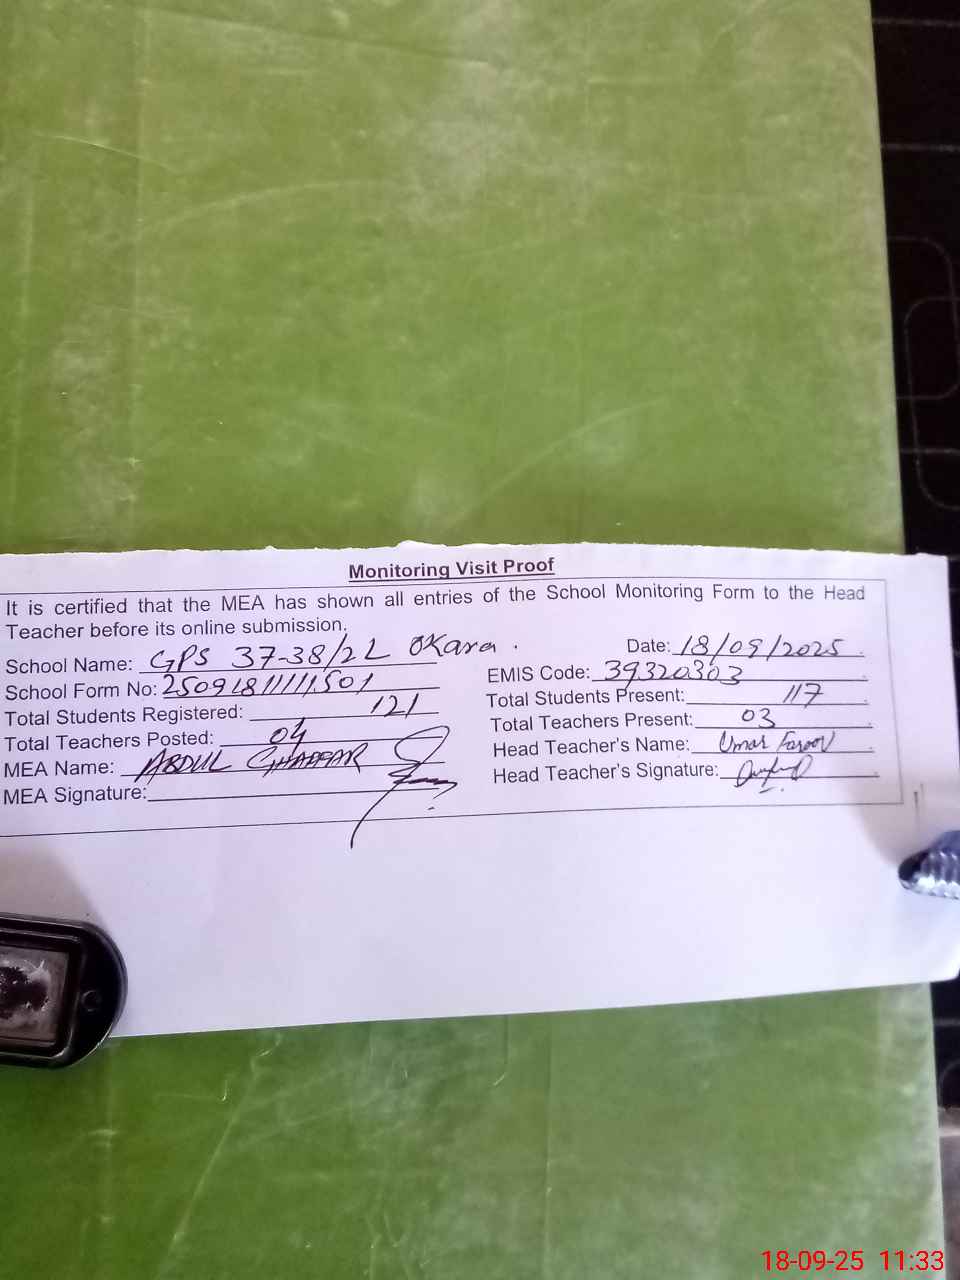 Monitoring Visit Proof
It is certified that the MEA has shown all entries of the School Monitoring Form to the Head
Teacher before its online submission.
School Name: GPS 37-38/2L Okara. Date: 18/09/2025
School Form No: EMIS Code: 39320303
Total Students Registered: 121 Total Students Present: 117
Total Teachers Posted: 04 Total Teachers Present: 03
MEA Name: ABDUL GHAFFAR Head Teacher's Name: Umar Farooq
MEA Signature: Head Teacher's Signature:
18-09-25 11:33